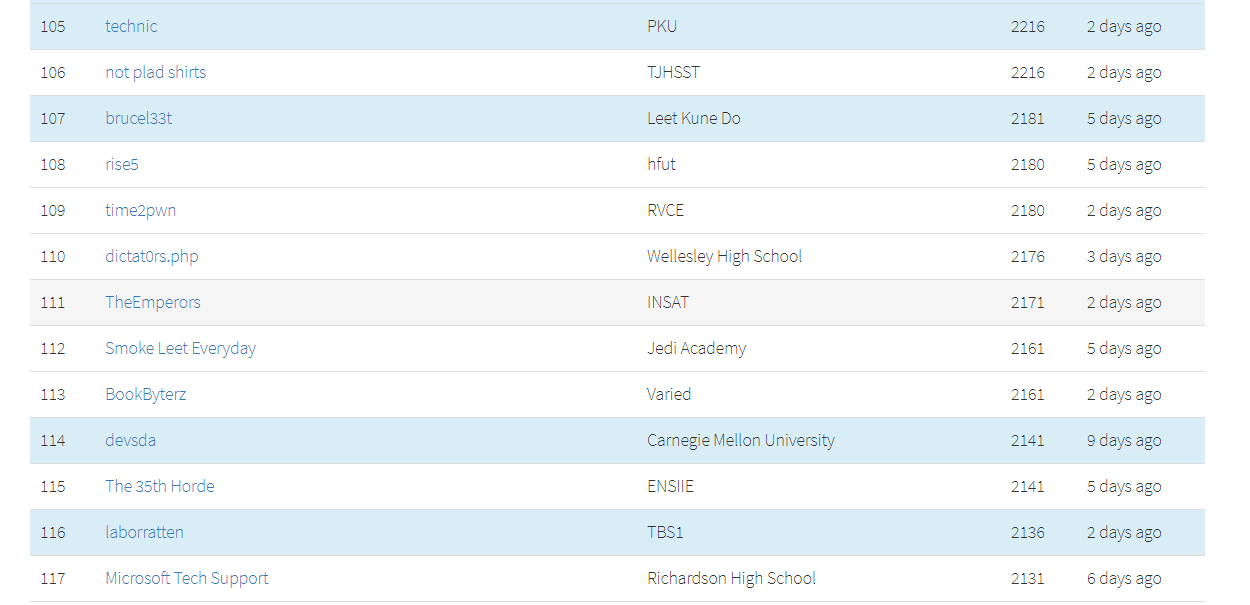 105 technic PKU 2216 2 days ago
106 not plad shirts TJHSST 2216 2 days ago
107 brucel33t Leet Kune Do 2181 5 days ago
108 rise5 hfut 2180 5 days ago
109 time2pwn RVCE 2180 2 days ago
110 dictat0rs.php Wellesley High School 2176 3 days ago
111 TheEmperors INSAT 2171 2 days ago
112 Smoke Leet Everyday Jedi Academy 2161 5 days ago
113 BookByterz Varied 2161 2 days ago
114 devsda Carnegie Mellon University 2141 9 days ago
115 The 35th Horde ENSIIE 2141 5 days ago
116 laborratten TBS1 2136 2 days ago
117 Microsoft Tech Support Richardson High School 2131 6 days ago